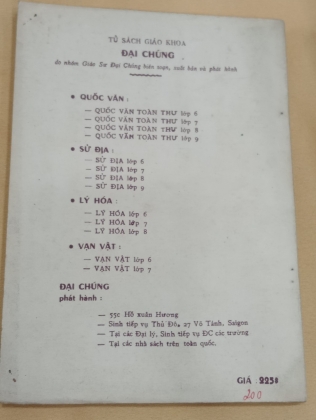 TỦ SÁCH GIÁO KHOA
ĐẠI CHÚNG
do nhóm Giáo Sư Đại Chúng biên soạn, xuất bản và phát hành
• QUỐC VĂN :
— QUỐC VĂN TOÀN THƯ lớp 6
— QUỐC VĂN TOÀN THƯ lớp 7
— QUỐC VĂN TOÀN THƯ lớp 8
— QUỐC VĂN TOÀN THƯ lớp 9
• SỬ ĐỊA :
— SỬ ĐỊA lớp 6
— SỬ ĐỊA lớp 7
— SỬ ĐỊA lớp 8
— SỬ ĐỊA lớp 9
• LÝ HÓA :
— LÝ HÓA lớp 6
— LÝ HÓA lớp 7
— LÝ HÓA lớp 8
• VẠN VẬT :
— VẠN VẬT lớp 6
— VẠN VẬT lớp 7
ĐẠI CHÚNG
phát hành :
— 55c Hồ xuân Hương
— Sinh tiếp vụ Thủ Đô, 27 Võ Tánh, Saigon
— Tại các Đại lý, Sinh tiếp vụ ĐC các trường
— Tại các nhà sách trên toàn quốc.
GIÁ : 225$
200